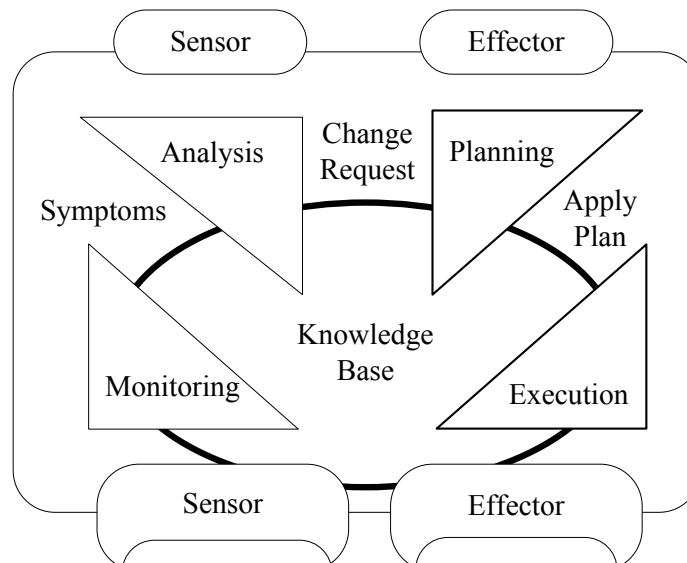 Sensor
Effector
Analysis
Change
Request
Planning
Symptoms
Apply
Plan
Knowledge
Base
Monitoring
Execution
Sensor
Effector